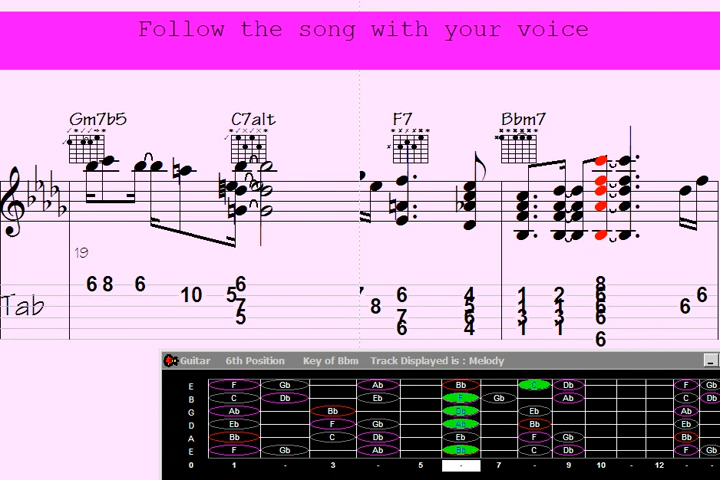 Follow the song with your voice
Gm7b5 C7alt F7 Bbm7
19
6 8 6 10 5 6 7 5 8 6 7 6 4 5 6 4 1 1 3 1 2 1 3 1 8 6 6 6 6 6 6
Tab
Guitar 6th Position Key of Bbm Track Displayed is : Melody
E F Gb Ab Bb C Db F Gb
B C Db Eb F Gb Ab C Db
G Ab Bb Db Eb Ab
D Eb F Ab Bb Eb
A Bb C Db Eb F Gb Bb
E F Gb Ab Bb C Db F Gb
0 1 - 3 - 5 - 7 - 9 10 - 12 -